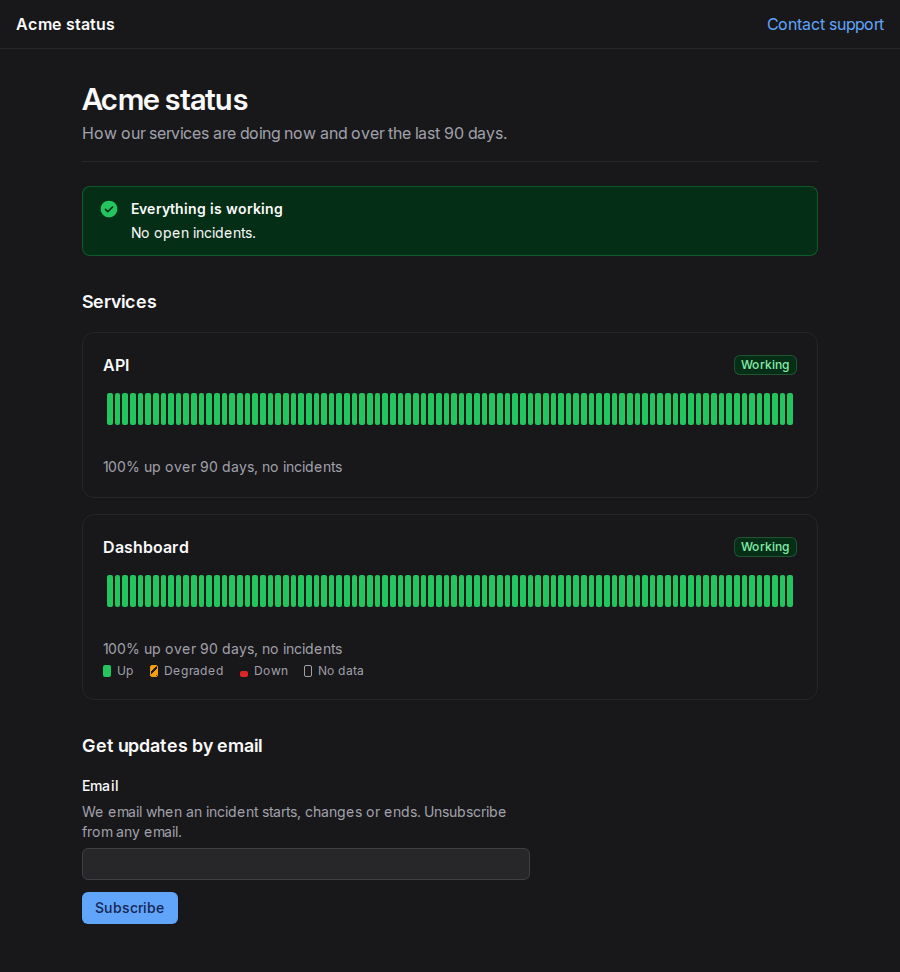 Acme status
Contact support
Acme status
How our services are doing now and over the last 90 days.
Everything is working
No open incidents.
Services
API
Working
100% up over 90 days, no incidents
Dashboard
Working
100% up over 90 days, no incidents
Up
Degraded
Down
No data
Get updates by email
Email
We email when an incident starts, changes or ends. Unsubscribe
from any email.
Subscribe